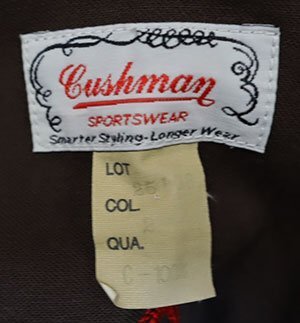 Cushman
SPORTSWEAR
Smarter Styling-Longer Wear
LOT
COL.
QUA.